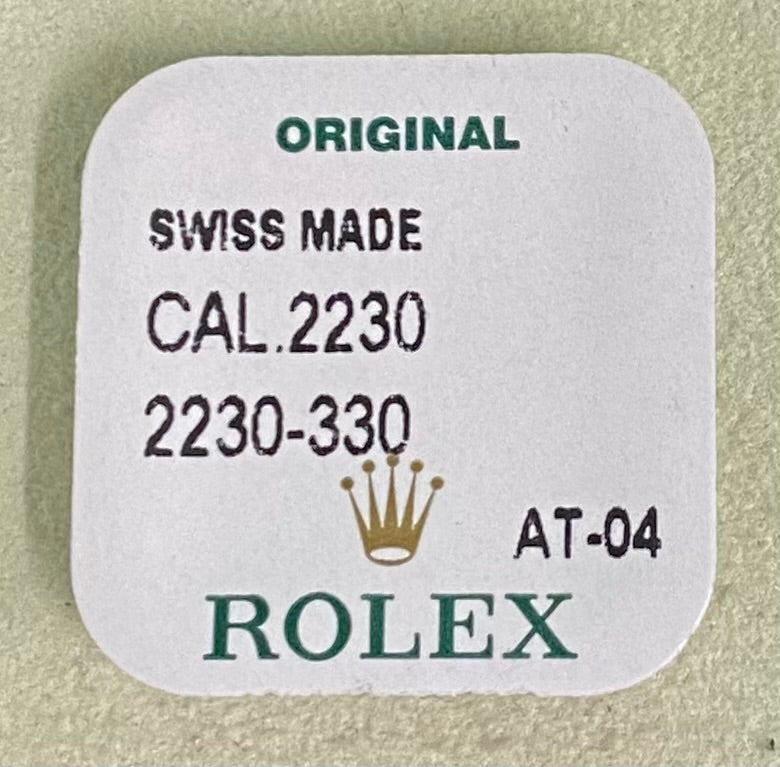 ORIGINAL
SWISS MADE
CAL.2230
2230-330
AT-04
ROLEX